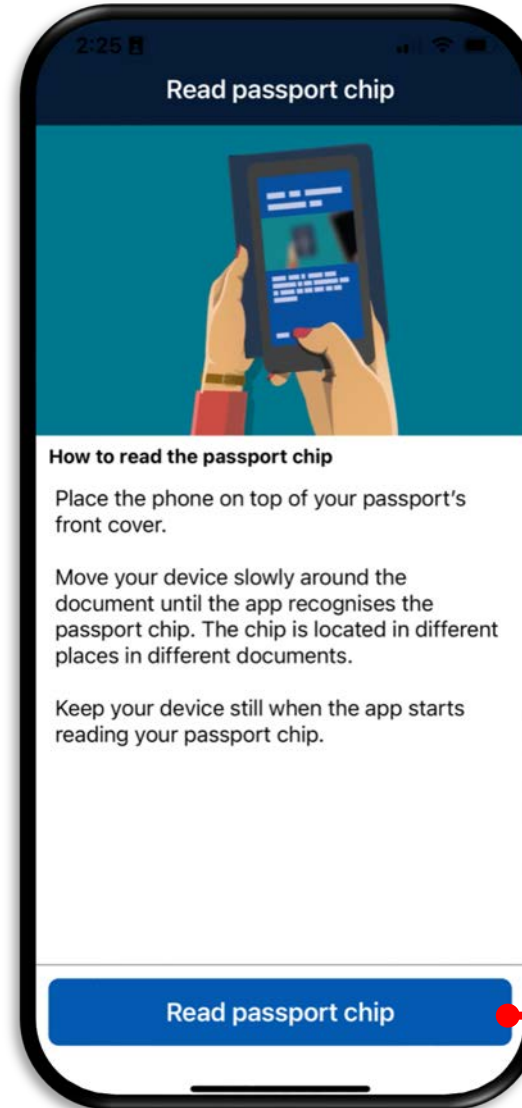 2:25
Read passport chip
How to read the passport chip
Place the phone on top of your passport's
front cover.
Move your device slowly around the
document until the app recognises the
passport chip. The chip is located in different
places in different documents.
Keep your device still when the app starts
reading your passport chip.
Read passport chip